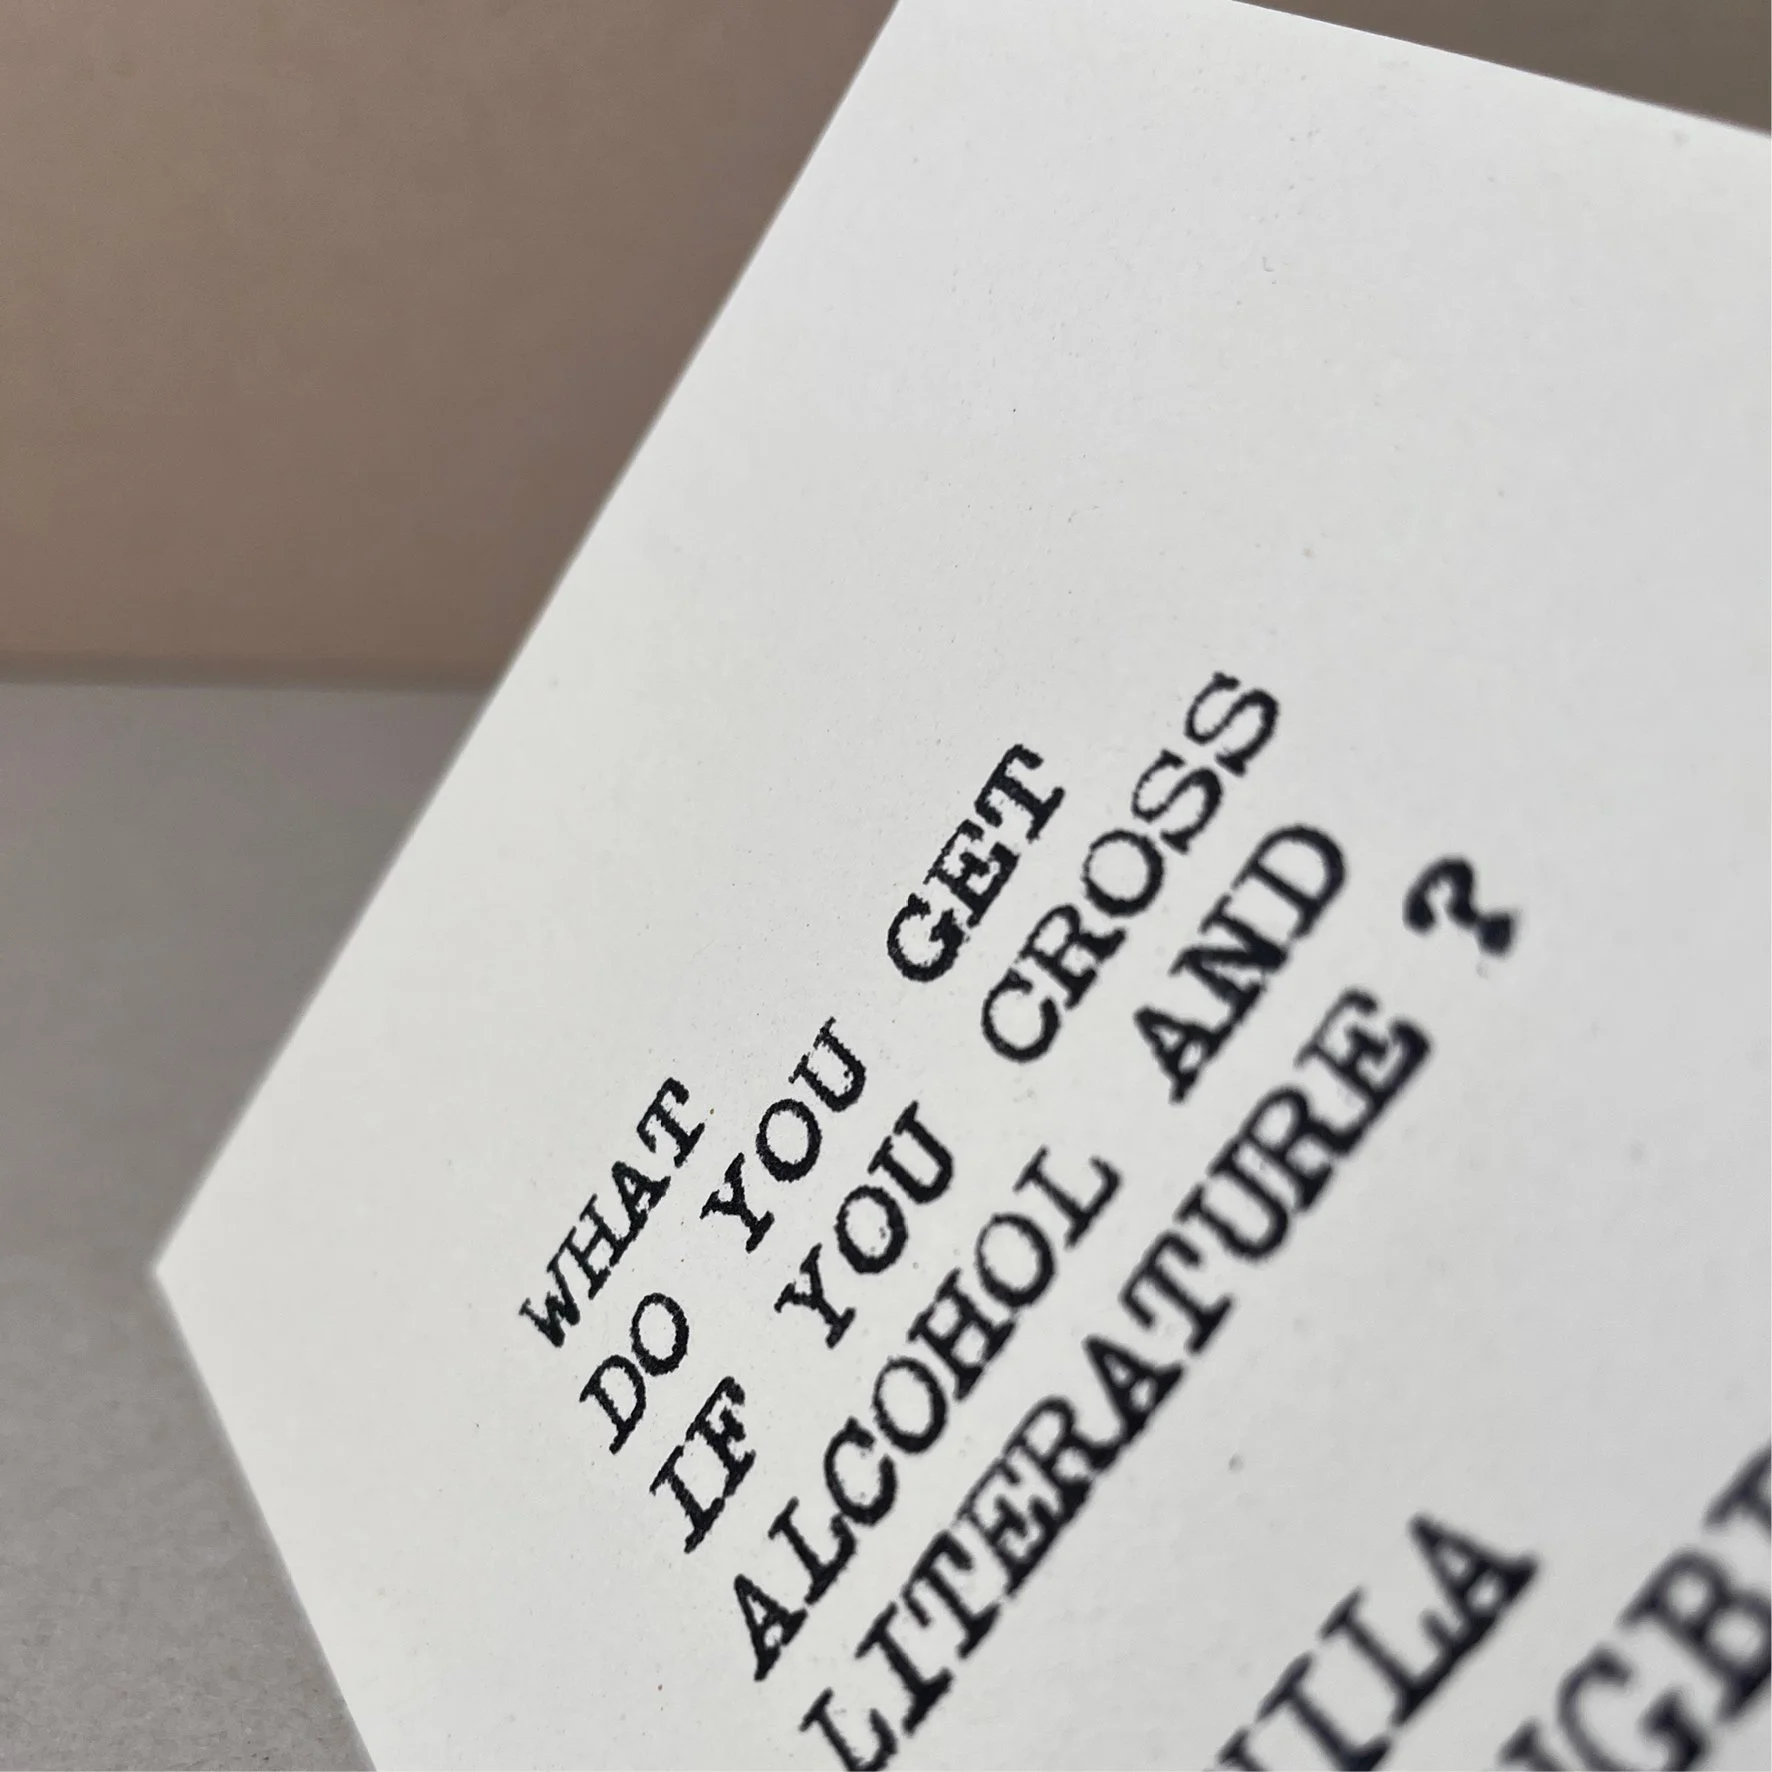 WHAT
DO YOU GET
IF YOU CROSS
ALCOHOL AND
LITERATURE ?